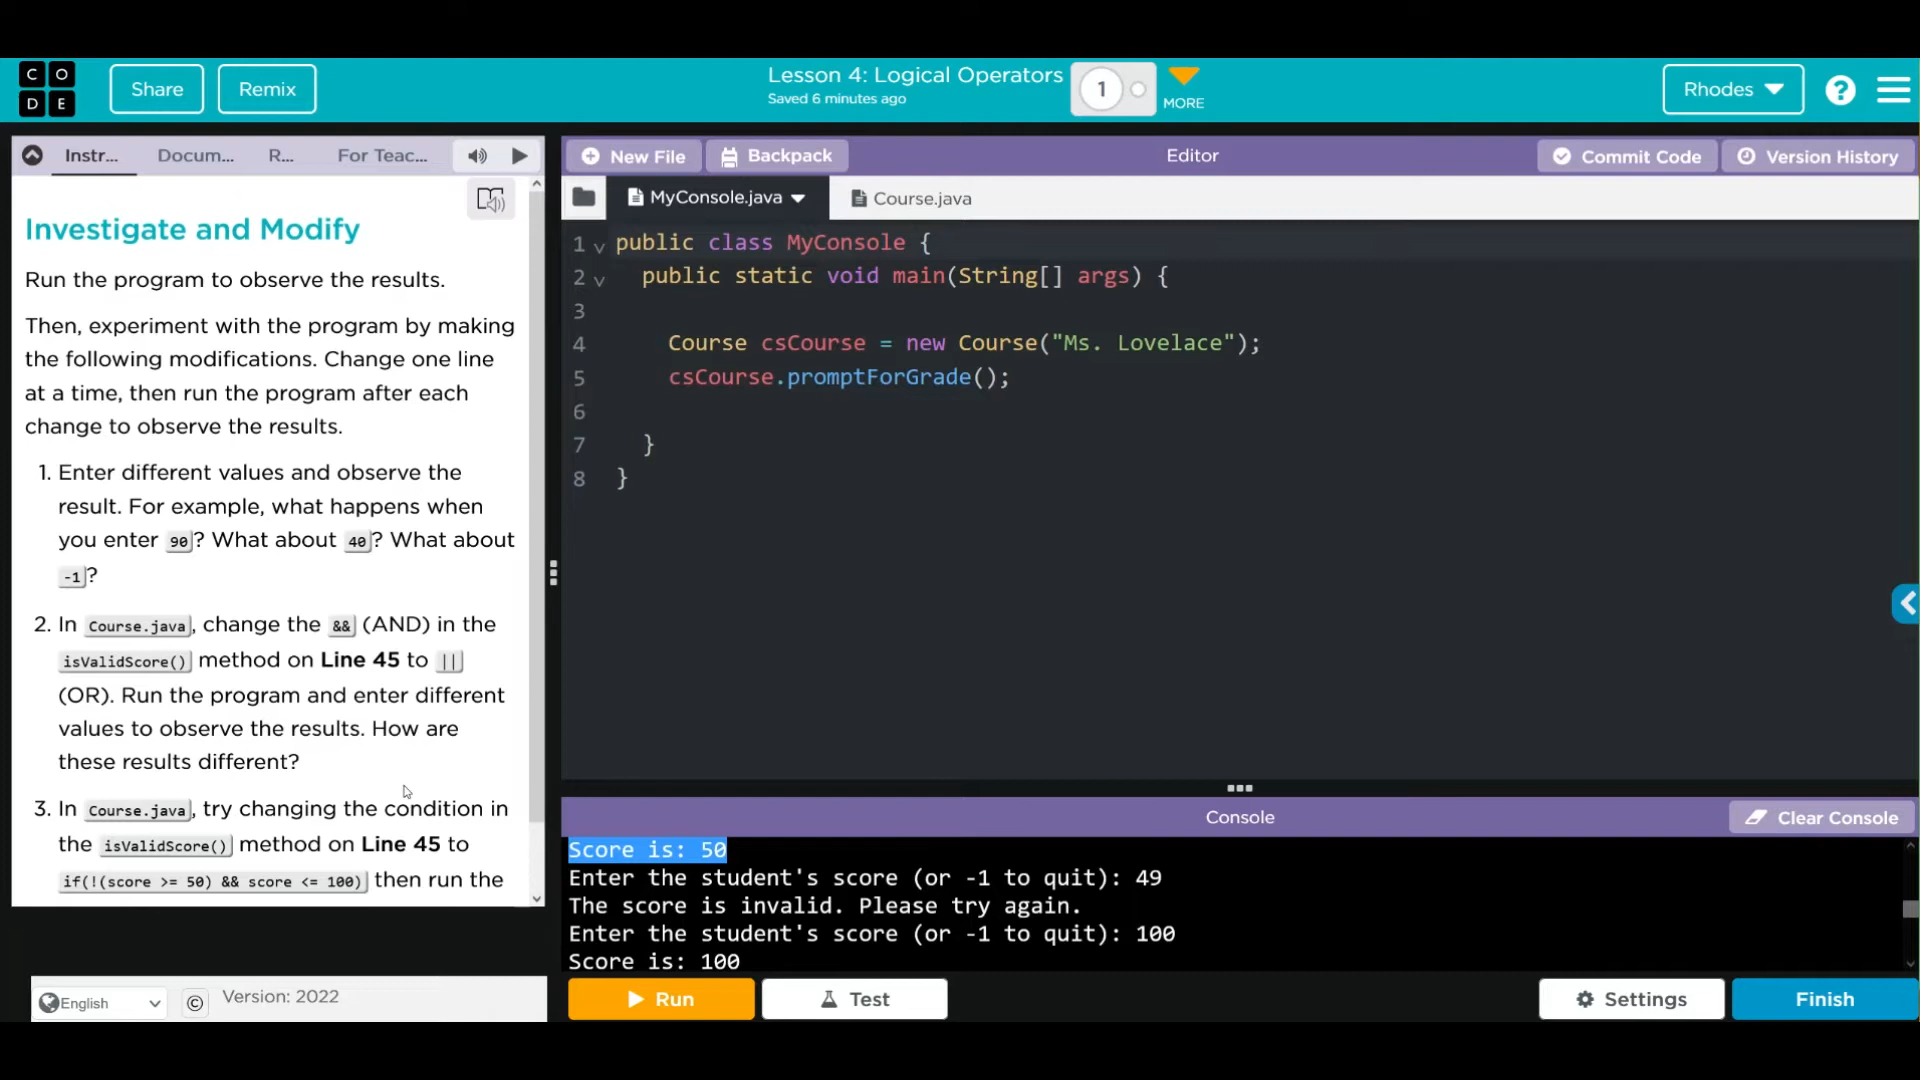 C O
D E
Share
Remix
Lesson 4: Logical Operators
Saved 6 minutes ago
1
MORE
Rhodes
?
Instr...
Docum...
R...
For Teac...
New File
Backpack
Editor
Commit Code
Version History
MyConsole.java
Course.java
Investigate and Modify
Run the program to observe the results.
Then, experiment with the program by making
the following modifications. Change one line
at a time, then run the program after each
change to observe the results.
1. Enter different values and observe the
result. For example, what happens when
you enter 90? What about 40? What about
-1?
2. In Course.java, change the && (AND) in the
isValidScore() method on Line 45 to ||
(OR). Run the program and enter different
values to observe the results. How are
these results different?
3. In Course.java, try changing the condition in
the isValidScore() method on Line 45 to
if(!(score >= 50) && score <= 100) then run the
1 public class MyConsole {
2 public static void main(String[] args) {
3
4 Course csCourse = new Course("Ms. Lovelace");
5 csCourse.promptForGrade();
6
7 }
8 }
Console
Clear Console
Score is: 50
Enter the student's score (or -1 to quit): 49
The score is invalid. Please try again.
Enter the student's score (or -1 to quit): 100
Score is: 100
English
©
Version: 2022
Run
Test
Settings
Finish